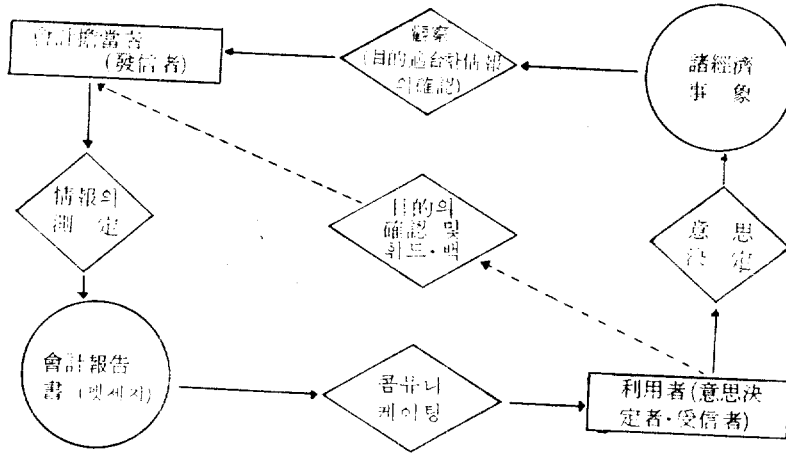 會計擔當者
(發信者)
觀察
(目的適合한 情報
의 確認)
諸經濟
事 象
情報의
測 定
目的의
確認 및
휘드·백
意 思
決 定
會計報告
書 (멧세지)
콤뮤니
케이팅
利用者(意思決
定者·受信者)